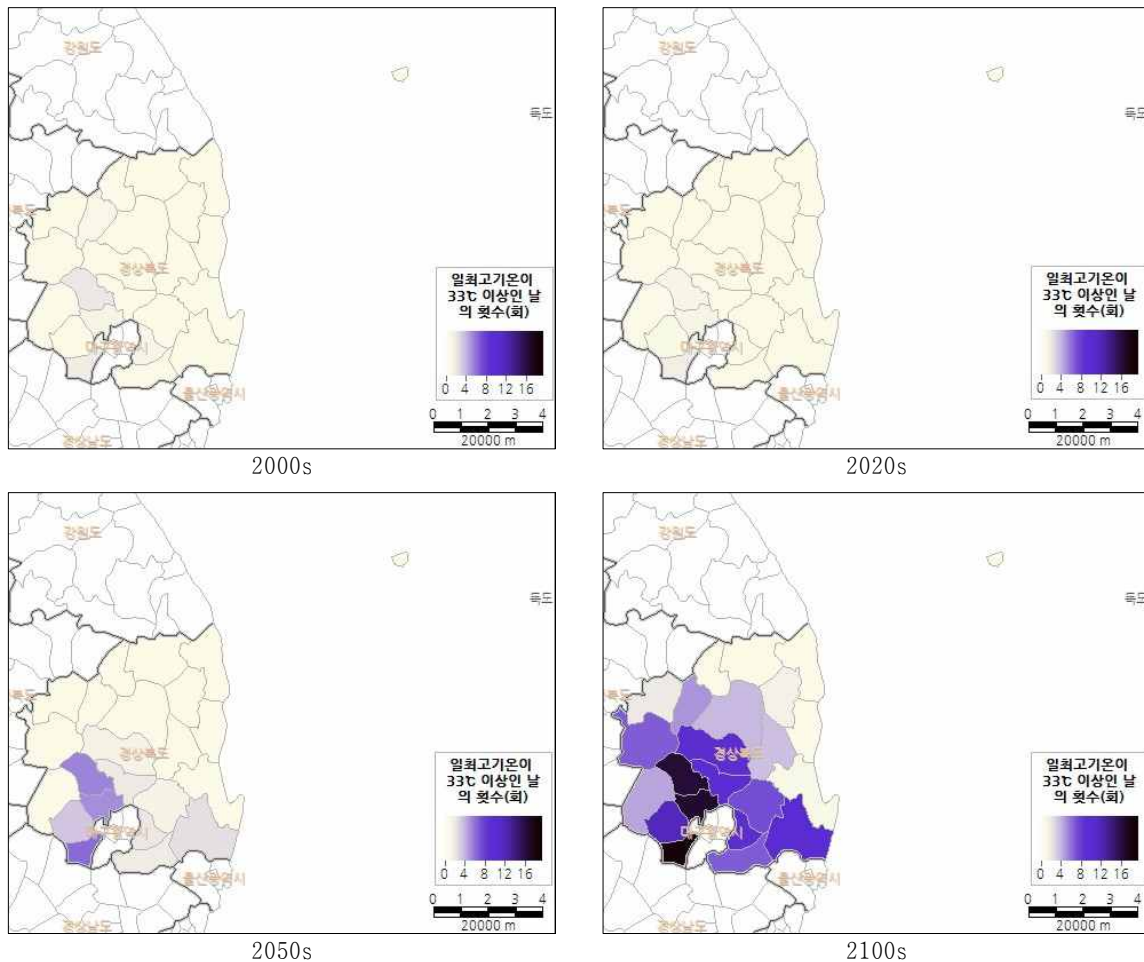 강원도
독도
북도
경상북도
일최고기온이
33℃ 이상인 날
의 횟수(회)
대구광역시
0 4 8 12 16
울산광역시
0 1 2 3 4
20000 m
경상남도
2000s
강원도
독도
북도
경상북도
일최고기온이
33℃ 이상인 날
의 횟수(회)
대구광역시
0 4 8 12 16
울산광역시
0 1 2 3 4
20000 m
경상남도
2020s
강원도
독도
북도
경상북도
일최고기온이
33℃ 이상인 날
의 횟수(회)
대구광역시
0 4 8 12 16
울산광역시
0 1 2 3 4
20000 m
경상남도
2050s
강원도
독도
북도
경상북도
일최고기온이
33℃ 이상인 날
의 횟수(회)
대구광역시
0 4 8 12 16
울산광역시
0 1 2 3 4
20000 m
경상남도
2100s